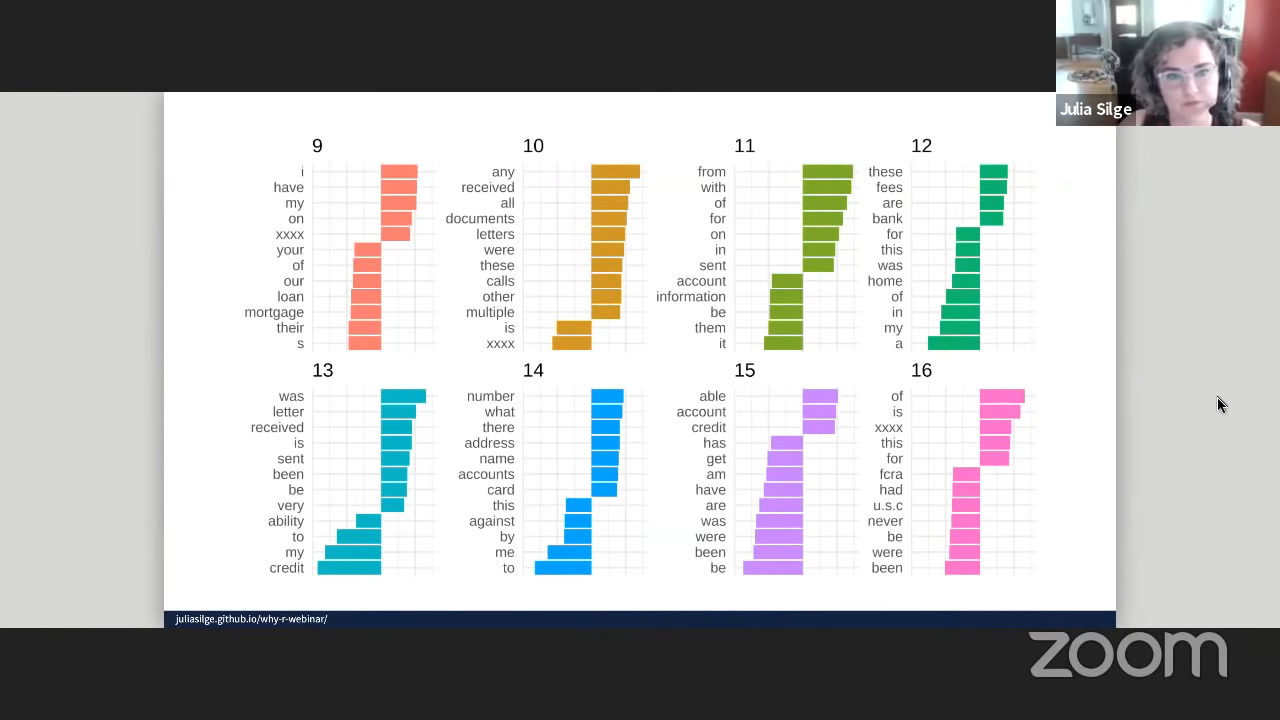 Julia Silge
9
i
have
my
on
xxxx
your
of
our
loan
mortgage
their
s
10
any
received
all
documents
letters
were
these
calls
other
multiple
is
xxxx
11
from
with
of
for
on
in
sent
account
information
be
them
it
12
these
fees
are
bank
for
this
was
home
of
in
my
a
13
was
letter
received
is
sent
been
be
very
ability
to
my
credit
14
number
what
there
address
name
accounts
card
this
against
by
me
to
15
able
account
credit
has
get
am
have
are
was
were
been
be
16
of
is
xxxx
this
for
fcra
had
u.s.c
never
be
were
been
juliasilge.github.io/why-r-webinar/
zoom